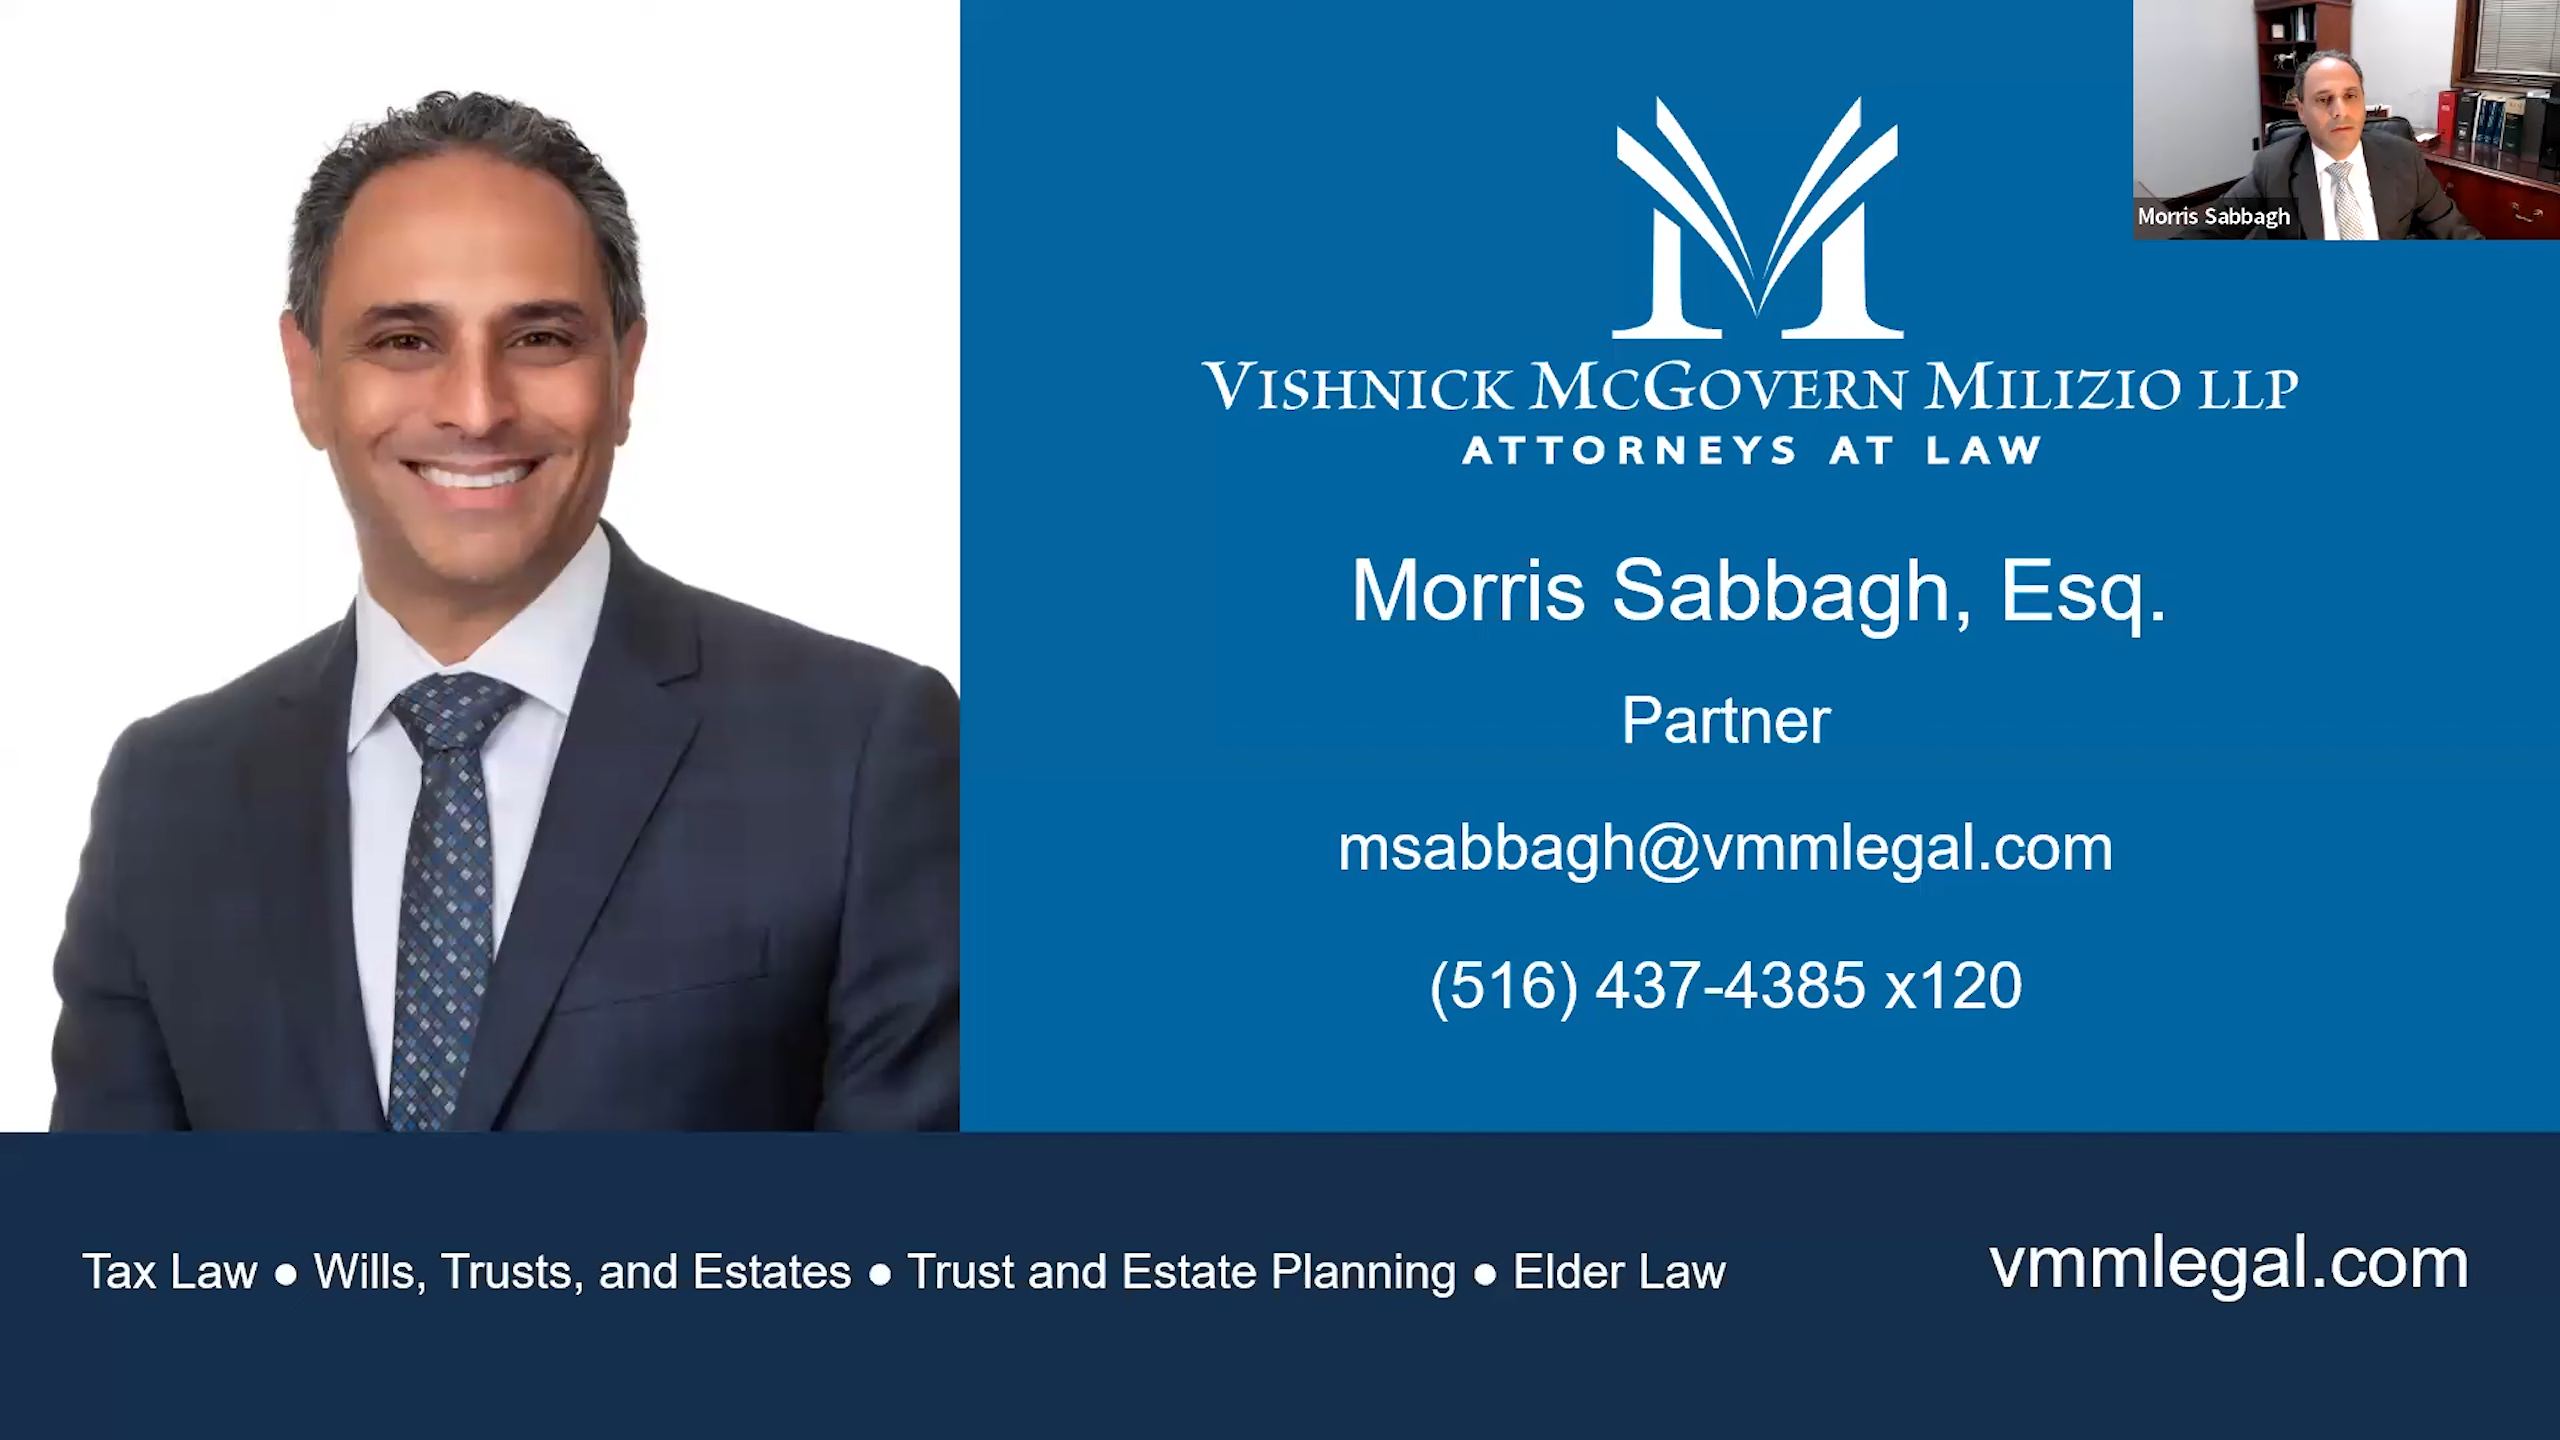 Morris Sabbagh
VISHNICK MCGOVERN MILIZIO LLP
ATTORNEYS AT LAW
Morris Sabbagh, Esq.
Partner
msabbagh@vmmlegal.com
(516) 437-4385 x120
Tax Law ● Wills, Trusts, and Estates ● Trust and Estate Planning ● Elder Law
vmmlegal.com